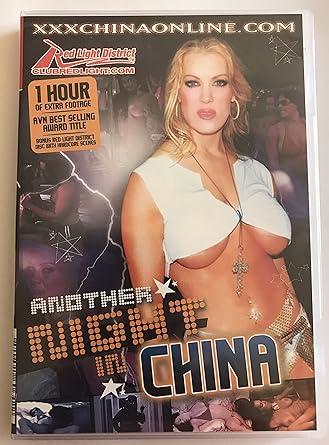 XXXCHINAONLINE.COM
Red Light District
CLUBREDLIGHT.COM
1 HOUR
OF EXTRA FOOTAGE
AVN BEST SELLING
AWARD TITLE
BONUS RED LIGHT DISTRICT
DISC WITH HARDCORE SCENES
ANOTHER
NIGHT
IN
CHINA